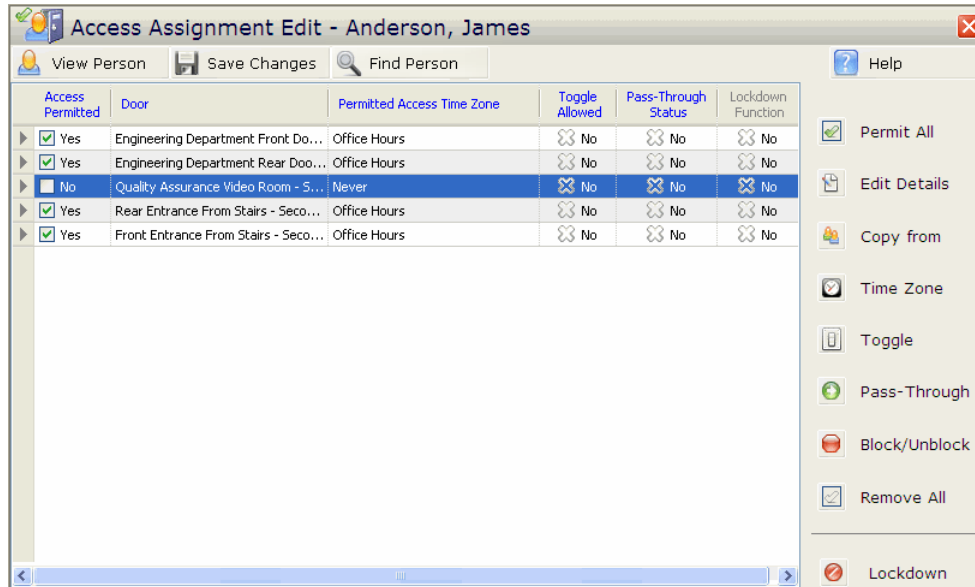 Access Assignment Edit - Anderson, James
View Person Save Changes Find Person Help
Access Permitted Door Permitted Access Time Zone Toggle Allowed Pass-Through Status Lockdown Function
Yes Engineering Department Front Do... Office Hours No No No
Yes Engineering Department Rear Doo... Office Hours No No No
No Quality Assurance Video Room - S... Never No No No
Yes Rear Entrance From Stairs - Seco... Office Hours No No No
Yes Front Entrance From Stairs - Seco... Office Hours No No No
Permit All
Edit Details
Copy from
Time Zone
Toggle
Pass-Through
Block/Unblock
Remove All
Lockdown